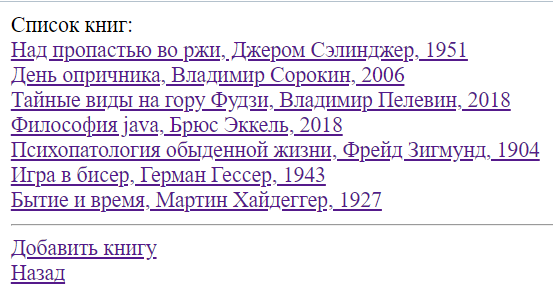 Список книг:
Над пропастью во ржи, Джером Сэлинджер, 1951
День опричника, Владимир Сорокин, 2006
Тайные виды на гору Фудзи, Владимир Пелевин, 2018
Философия java, Брюс Эккель, 2018
Психопатология обыденной жизни, Фрейд Зигмунд, 1904
Игра в бисер, Герман Гессер, 1943
Бытие и время, Мартин Хайдеггер, 1927
Добавить книгу
Назад